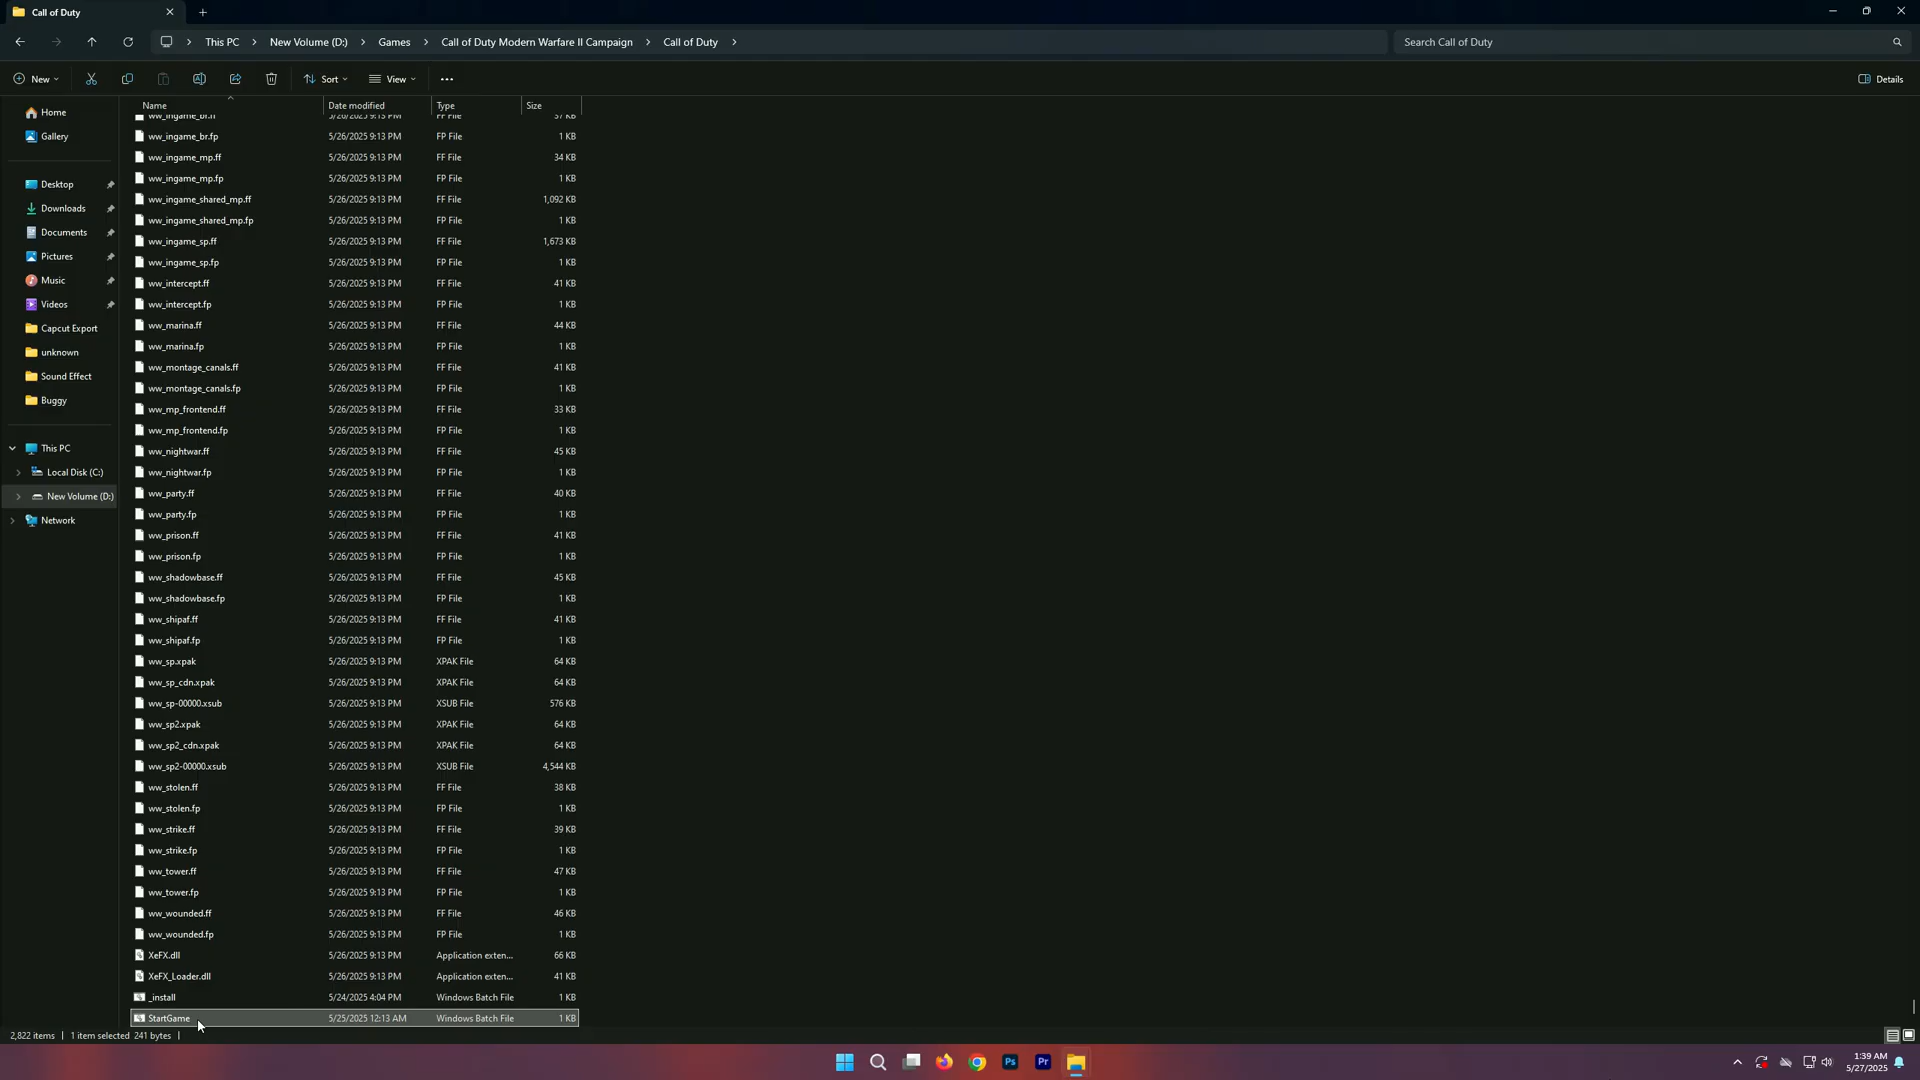 Call of Duty
This PC > New Volume (D:) > Games > Call of Duty Modern Warfare II Campaign > Call of Duty >
Search Call of Duty
New Sort View ... Details
Name Date modified Type Size
Home
Gallery
Desktop
Downloads
Documents
Pictures
Music
Videos
Capcut Export
unknown
Sound Effect
Buggy
This PC
Local Disk (C:)
New Volume (D:)
Network
ww_ingame_br.ff 5/26/2025 9:13 PM FF File 37 KB
ww_ingame_br.fp 5/26/2025 9:13 PM FP File 1 KB
ww_ingame_mp.ff 5/26/2025 9:13 PM FF File 34 KB
ww_ingame_mp.fp 5/26/2025 9:13 PM FP File 1 KB
ww_ingame_shared_mp.ff 5/26/2025 9:13 PM FF File 1,092 KB
ww_ingame_shared_mp.fp 5/26/2025 9:13 PM FP File 1 KB
ww_ingame_sp.ff 5/26/2025 9:13 PM FF File 1,673 KB
ww_ingame_sp.fp 5/26/2025 9:13 PM FP File 1 KB
ww_intercept.ff 5/26/2025 9:13 PM FF File 41 KB
ww_intercept.fp 5/26/2025 9:13 PM FP File 1 KB
ww_marina.ff 5/26/2025 9:13 PM FF File 44 KB
ww_marina.fp 5/26/2025 9:13 PM FP File 1 KB
ww_montage_canals.ff 5/26/2025 9:13 PM FF File 41 KB
ww_montage_canals.fp 5/26/2025 9:13 PM FP File 1 KB
ww_mp_frontend.ff 5/26/2025 9:13 PM FF File 33 KB
ww_mp_frontend.fp 5/26/2025 9:13 PM FP File 1 KB
ww_nightwar.ff 5/26/2025 9:13 PM FF File 45 KB
ww_nightwar.fp 5/26/2025 9:13 PM FP File 1 KB
ww_party.ff 5/26/2025 9:13 PM FF File 40 KB
ww_party.fp 5/26/2025 9:13 PM FP File 1 KB
ww_prison.ff 5/26/2025 9:13 PM FF File 41 KB
ww_prison.fp 5/26/2025 9:13 PM FP File 1 KB
ww_shadowbase.ff 5/26/2025 9:13 PM FF File 45 KB
ww_shadowbase.fp 5/26/2025 9:13 PM FP File 1 KB
ww_shipaf.ff 5/26/2025 9:13 PM FF File 41 KB
ww_shipaf.fp 5/26/2025 9:13 PM FP File 1 KB
ww_sp.xpak 5/26/2025 9:13 PM XPAK File 64 KB
ww_sp_cdn.xpak 5/26/2025 9:13 PM XPAK File 64 KB
ww_sp-00000.xsub 5/26/2025 9:13 PM XSUB File 576 KB
ww_sp2.xpak 5/26/2025 9:13 PM XPAK File 64 KB
ww_sp2_cdn.xpak 5/26/2025 9:13 PM XPAK File 64 KB
ww_sp2-00000.xsub 5/26/2025 9:13 PM XSUB File 4,544 KB
ww_stolen.ff 5/26/2025 9:13 PM FF File 38 KB
ww_stolen.fp 5/26/2025 9:13 PM FP File 1 KB
ww_strike.ff 5/26/2025 9:13 PM FF File 39 KB
ww_strike.fp 5/26/2025 9:13 PM FP File 1 KB
ww_tower.ff 5/26/2025 9:13 PM FF File 47 KB
ww_tower.fp 5/26/2025 9:13 PM FP File 1 KB
ww_wounded.ff 5/26/2025 9:13 PM FF File 46 KB
ww_wounded.fp 5/26/2025 9:13 PM FP File 1 KB
XeFX.dll 5/26/2025 9:13 PM Application exten... 66 KB
XeFX_Loader.dll 5/26/2025 9:13 PM Application exten... 41 KB
_install 5/24/2025 4:04 PM Windows Batch File 1 KB
StartGame 5/25/2025 12:13 AM Windows Batch File 1 KB
2,822 items | 1 item selected 241 bytes |
Ps Pr
1:39 AM
5/27/2025